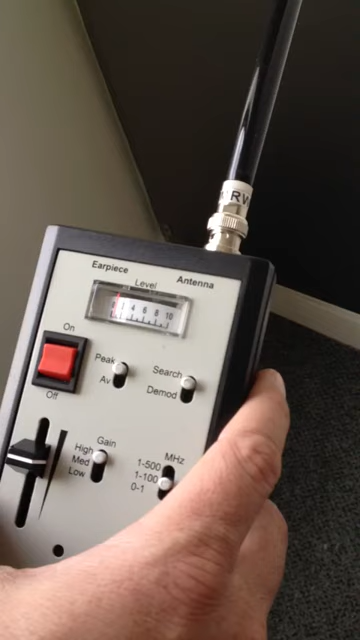 Earpiece
Antenna
Level
2 4 6 8 10
On
Off
Peak
Av
Search
Demod
Gain
High
Med
Low
MHz
1-500
1-100
0-1